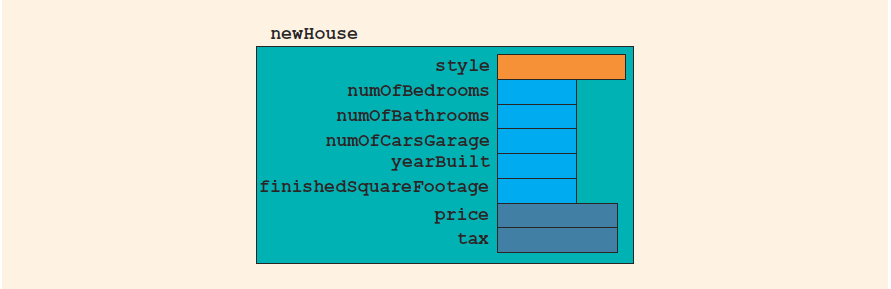 newHouse
style
numOfBedrooms
numOfBathrooms
numOfCarsGarage
yearBuilt
finishedSquareFootage
price
tax